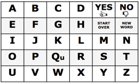 A B C D YES NO
E F G H START OVER NEW WORD
I J K L M N
O P Qu R S T
U V W X Y Z